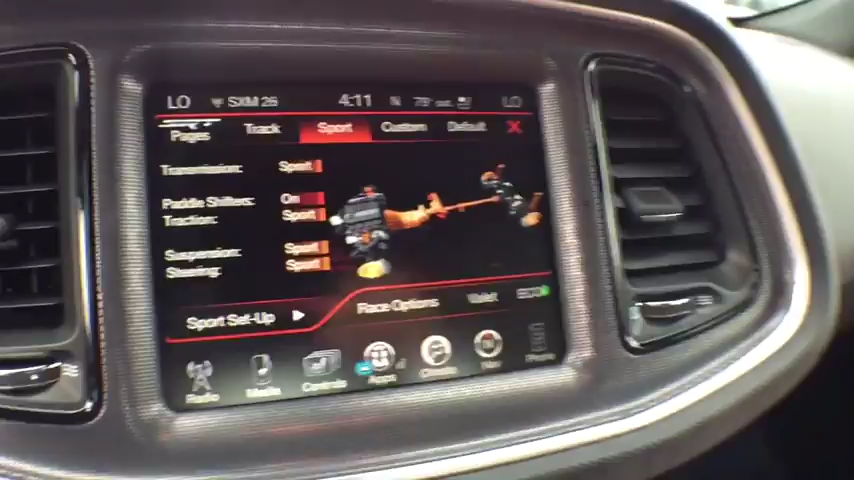 LO SXM 26 4:11 N 79° out LO
Pages Track Sport Custom Default X
Transmission: Sport
Paddle Shifters: On
Traction: Sport
Suspension: Sport
Steering: Sport
Sport Set-Up Race Options Valet ECO
Radio Media Controls Apps Climate Nav Phone